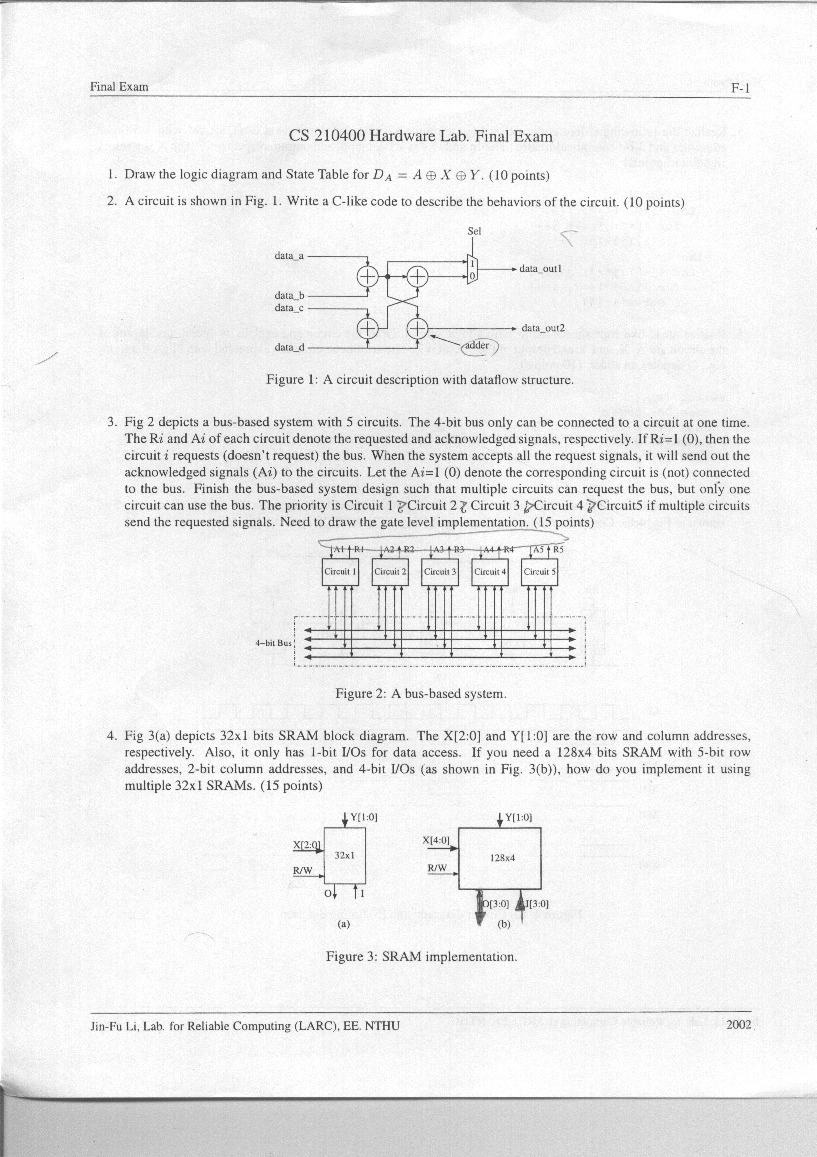 Final Exam F-1
CS 210400 Hardware Lab. Final Exam
1. Draw the logic diagram and State Table for D_A = A ⊕ X ⊕ Y. (10 points)
2. A circuit is shown in Fig. 1. Write a C-like code to describe the behaviors of the circuit. (10 points)
Sel
data_a
1
data_out1
0
data_b
data_c
data_out2
data_d
adder
Figure 1: A circuit description with dataflow structure.
3. Fig 2 depicts a bus-based system with 5 circuits. The 4-bit bus only can be connected to a circuit at one time.
The Ri and Ai of each circuit denote the requested and acknowledged signals, respectively. If Ri=1 (0), then the
circuit i requests (doesn't request) the bus. When the system accepts all the request signals, it will send out the
acknowledged signals (Ai) to the circuits. Let the Ai=1 (0) denote the corresponding circuit is (not) connected
to the bus. Finish the bus-based system design such that multiple circuits can request the bus, but only one
circuit can use the bus. The priority is Circuit 1 Circuit 2 Circuit 3 Circuit 4 Circuit5 if multiple circuits
send the requested signals. Need to draw the gate level implementation. (15 points)
A1 R1 A2 R2 A3 R3 A4 R4 A5 R5
Circuit 1 Circuit 2 Circuit 3 Circuit 4 Circuit 5
4-bit Bus
Figure 2: A bus-based system.
4. Fig 3(a) depicts 32x1 bits SRAM block diagram. The X[2:0] and Y[1:0] are the row and column addresses,
respectively. Also, it only has 1-bit I/Os for data access. If you need a 128x4 bits SRAM with 5-bit row
addresses, 2-bit column addresses, and 4-bit I/Os (as shown in Fig. 3(b)), how do you implement it using
multiple 32x1 SRAMs. (15 points)
Y[1:0] Y[1:0]
X[2:0] X[4:0]
32x1 128x4
R/W R/W
O I O[3:0] I[3:0]
(a) (b)
Figure 3: SRAM implementation.
Jin-Fu Li, Lab. for Reliable Computing (LARC), EE. NTHU 2002